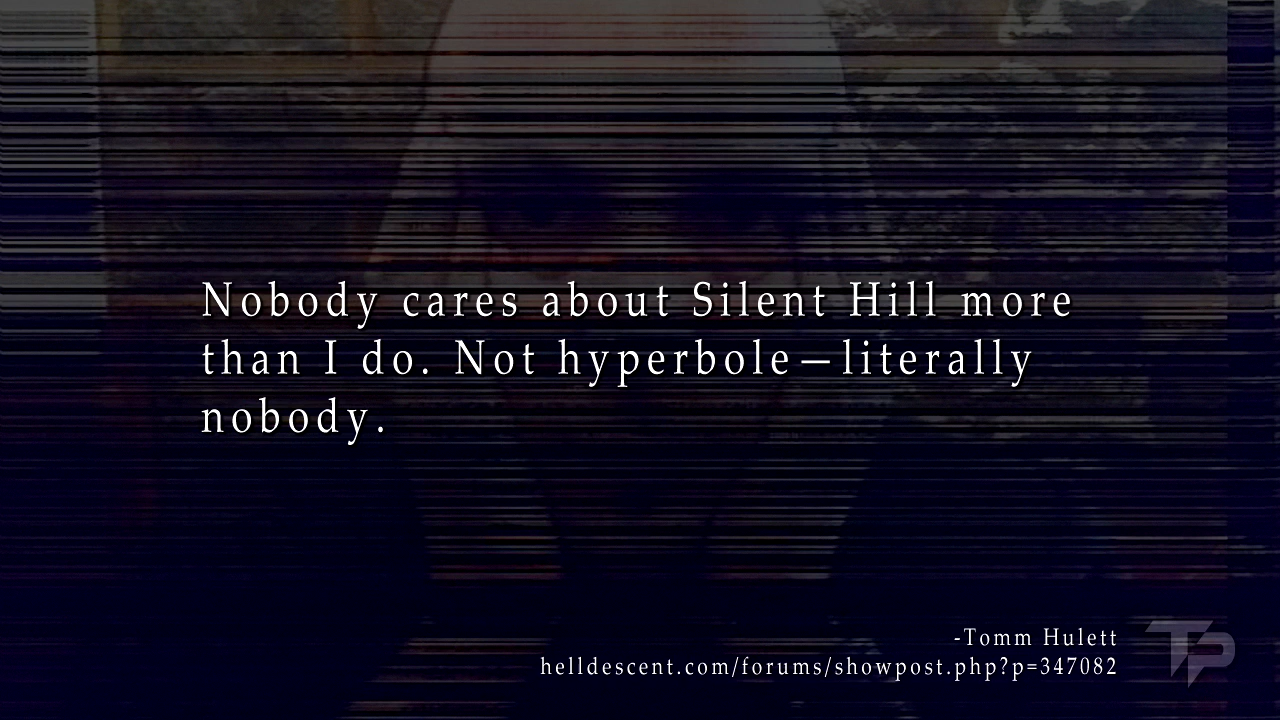 Nobody cares about Silent Hill more
than I do. Not hyperbole—literally
nobody.
-Tomm Hulett
helldescent.com/forums/showpost.php?p=347082
TP